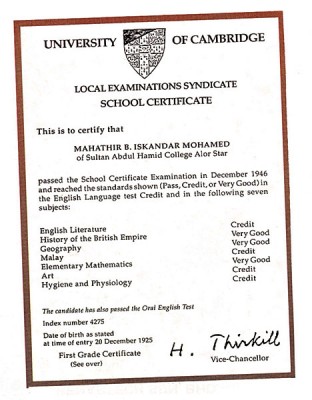 UNIVERSITY OF CAMBRIDGE
LOCAL EXAMINATIONS SYNDICATE
SCHOOL CERTIFICATE
This is to certify that
MAHATHIR B. ISKANDAR MOHAMED
of Sultan Abdul Hamid College Alor Star
passed the School Certificate Examination in December 1946
and reached the standards shown (Pass, Credit, or Very Good) in
the English Language test Credit and in the following seven
subjects:
English Literature Credit
History of the British Empire Very Good
Geography Credit
Malay Very Good
Elementary Mathematics Credit
Art Credit
Hygiene and Physiology Credit
The candidate has also passed the Oral English Test
Index number 4275
Date of birth as stated
at time of entry 20 December 1925
First Grade Certificate
(See over)
H. Thirkill
Vice-Chancellor